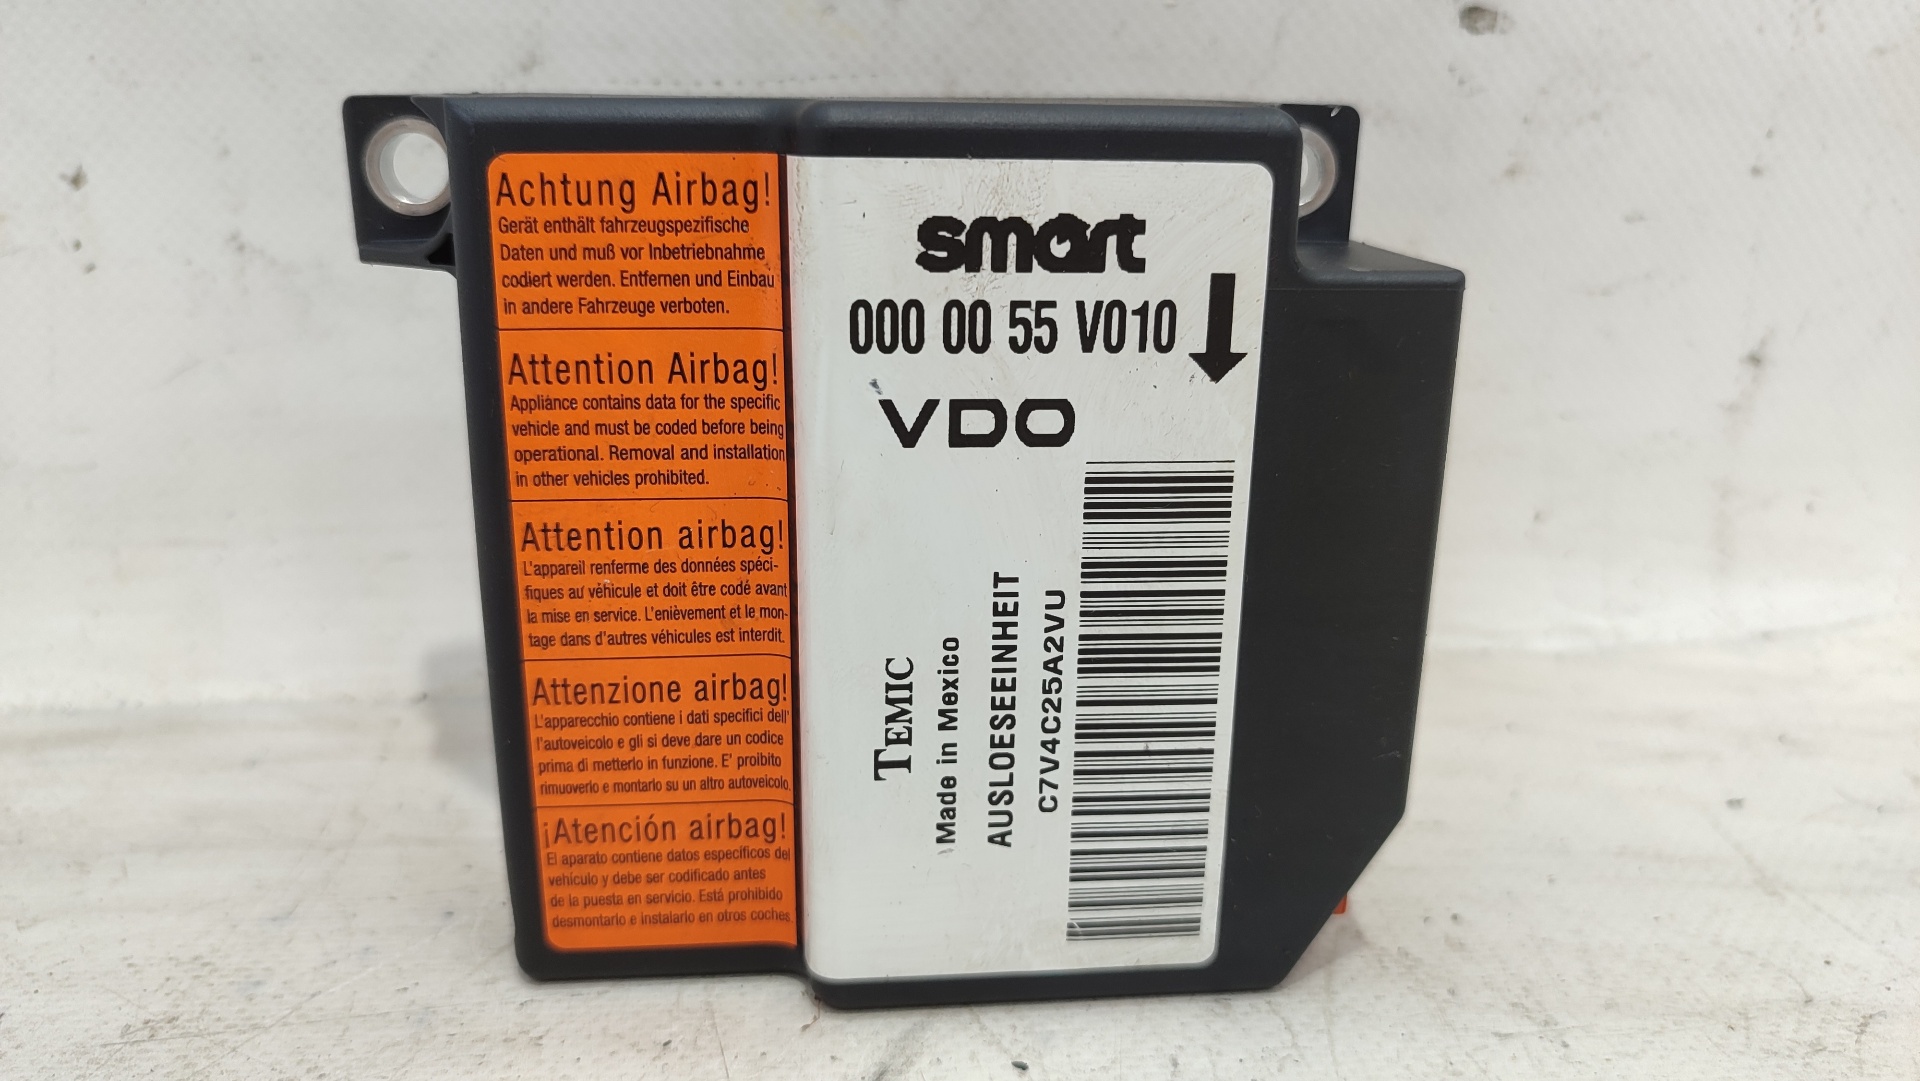 Achtung Airbag!
Gerät enthält fahrzeugspezifische
Daten und muß vor Inbetriebnahme
codiert werden. Entfernen und Einbau
in andere Fahrzeuge verboten.
Attention Airbag!
Appliance contains data for the specific
vehicle and must be coded before being
operational. Removal and installation
in other vehicles prohibited.
Attention airbag!
L'appareil renferme des données spéci-
fiques au véhicule et doit être codé avant
la mise en service. L'enièvement et le mon-
tage dans d'autres véhicules est interdit.
Attenzione airbag!
L'apparecchio contiene i dati specifici dell'
l'autoveicolo e gli si deve dare un codice
prima di metterlo in funzione. E' proibito
rimuoverlo e montarlo su un altro autoveicolo.
¡Atención airbag!
El aparato contiene datos específicos del
vehículo y debe ser codificado antes
de la puesta en servicio. Está prohibido
desmontarlo e instalarlo en otros coches.
smart
000 00 55 V010
VDO
TEMIC
Made in Mexico
AUSLOESEEINHEIT
C7V4C25A2VU